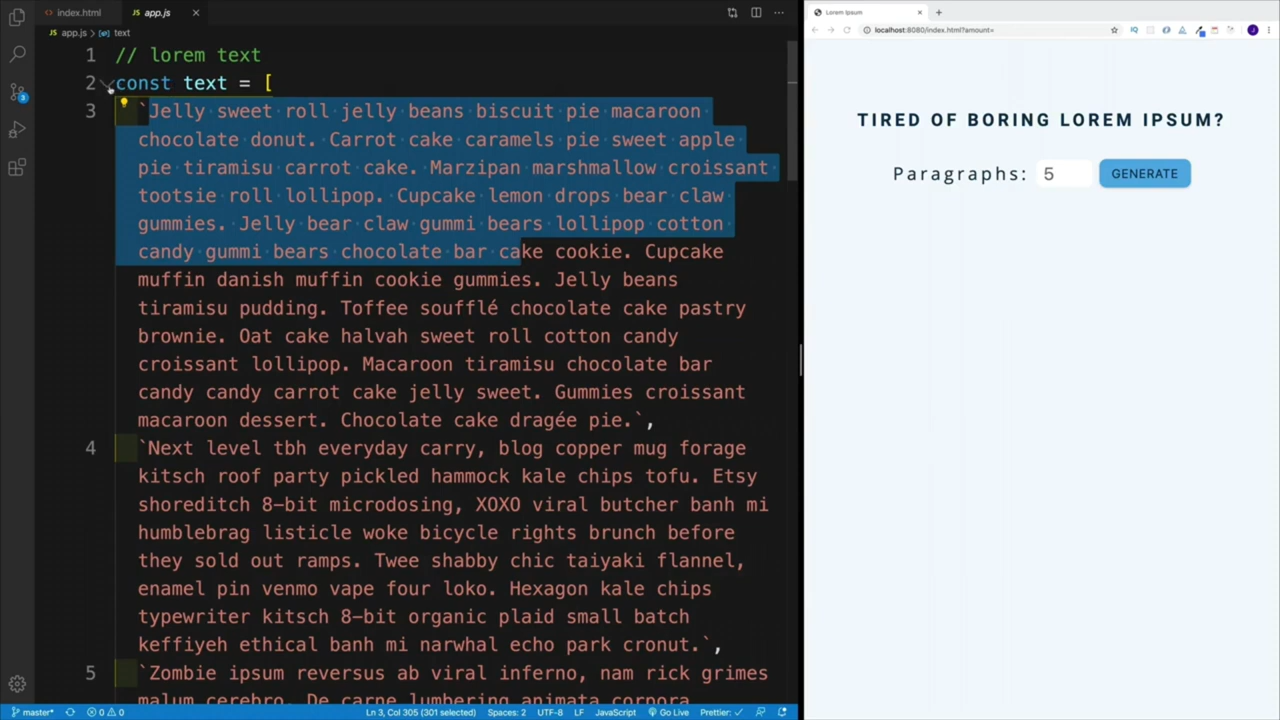 index.html
app.js
app.js > text
1 // lorem text
2 const text = [
3 `Jelly sweet roll jelly beans biscuit pie macaroon
chocolate donut. Carrot cake caramels pie sweet apple
pie tiramisu carrot cake. Marzipan marshmallow croissant
tootsie roll lollipop. Cupcake lemon drops bear claw
gummies. Jelly bear claw gummi bears lollipop cotton
candy gummi bears chocolate bar cake cookie. Cupcake
muffin danish muffin cookie gummies. Jelly beans
tiramisu pudding. Toffee soufflé chocolate cake pastry
brownie. Oat cake halvah sweet roll cotton candy
croissant lollipop. Macaroon tiramisu chocolate bar
candy candy carrot cake jelly sweet. Gummies croissant
macaroon dessert. Chocolate cake dragée pie.`,
4 `Next level tbh everyday carry, blog copper mug forage
kitsch roof party pickled hammock kale chips tofu. Etsy
shoreditch 8-bit microdosing, XOXO viral butcher banh mi
humblebrag listicle woke bicycle rights brunch before
they sold out ramps. Twee shabby chic taiyaki flannel,
enamel pin venmo vape four loko. Hexagon kale chips
typewriter kitsch 8-bit organic plaid small batch
keffiyeh ethical banh mi narwhal echo park cronut.`,
5 `Zombie ipsum reversus ab viral inferno, nam rick grimes
malum cerebro. De carne lumbering animata corpora
3
master*
0 0
Ln 3, Col 305 (301 selected)
Spaces: 2
UTF-8
LF
JavaScript
Go Live
Prettier: ✓
Lorem Ipsum
localhost:8080/index.html?amount=
J
TIRED OF BORING LOREM IPSUM?
Paragraphs: 5 GENERATE